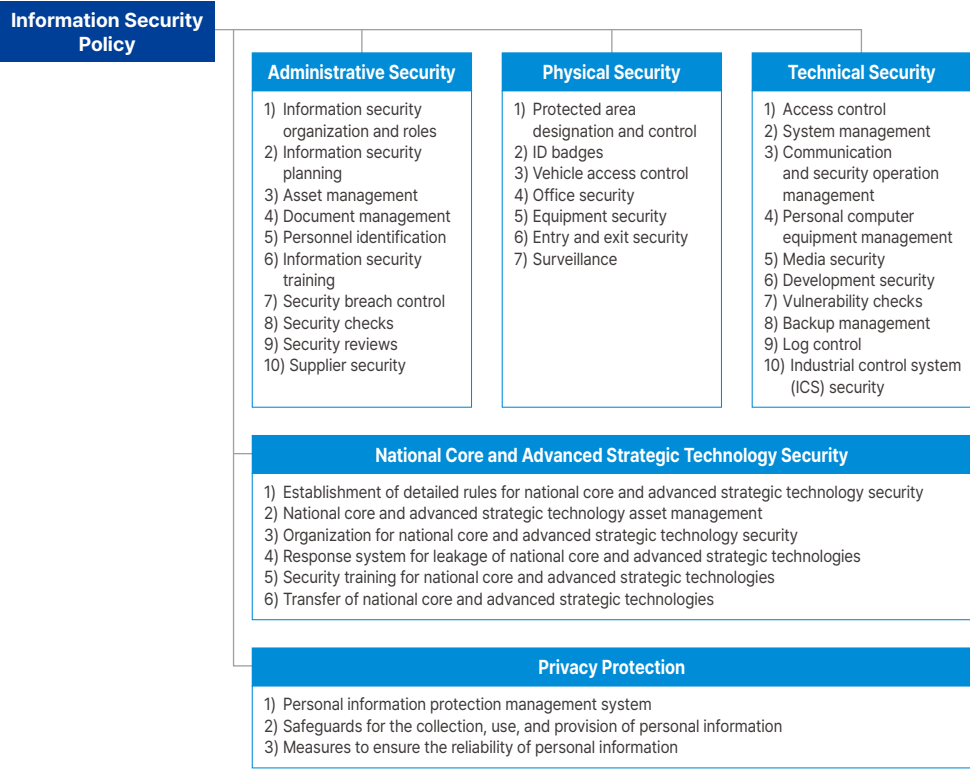 Information Security
Policy
Administrative Security
1) Information security
organization and roles
2) Information security
planning
3) Asset management
4) Document management
5) Personnel identification
6) Information security
training
7) Security breach control
8) Security checks
9) Security reviews
10) Supplier security
Physical Security
1) Protected area
designation and control
2) ID badges
3) Vehicle access control
4) Office security
5) Equipment security
6) Entry and exit security
7) Surveillance
Technical Security
1) Access control
2) System management
3) Communication
and security operation
management
4) Personal computer
equipment management
5) Media security
6) Development security
7) Vulnerability checks
8) Backup management
9) Log control
10) Industrial control system
(ICS) security
National Core and Advanced Strategic Technology Security
1) Establishment of detailed rules for national core and advanced strategic technology security
2) National core and advanced strategic technology asset management
3) Organization for national core and advanced strategic technology security
4) Response system for leakage of national core and advanced strategic technologies
5) Security training for national core and advanced strategic technologies
6) Transfer of national core and advanced strategic technologies
Privacy Protection
1) Personal information protection management system
2) Safeguards for the collection, use, and provision of personal information
3) Measures to ensure the reliability of personal information